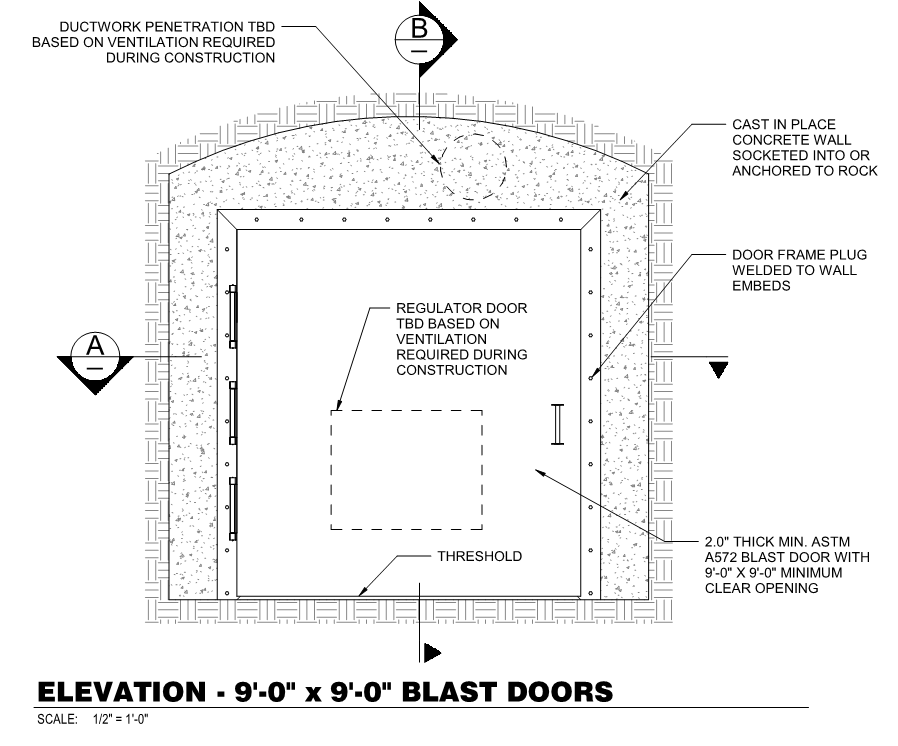 DUCTWORK PENETRATION TBD
BASED ON VENTILATION REQUIRED
DURING CONSTRUCTION
B
–
CAST IN PLACE
CONCRETE WALL
SOCKETED INTO OR
ANCHORED TO ROCK
DOOR FRAME PLUG
WELDED TO WALL
EMBEDS
REGULATOR DOOR
TBD BASED ON
VENTILATION
REQUIRED DURING
CONSTRUCTION
A
–
2.0" THICK MIN. ASTM
A572 BLAST DOOR WITH
9'-0" X 9'-0" MINIMUM
CLEAR OPENING
THRESHOLD
ELEVATION - 9'-0" x 9'-0" BLAST DOORS
SCALE: 1/2" = 1'-0"